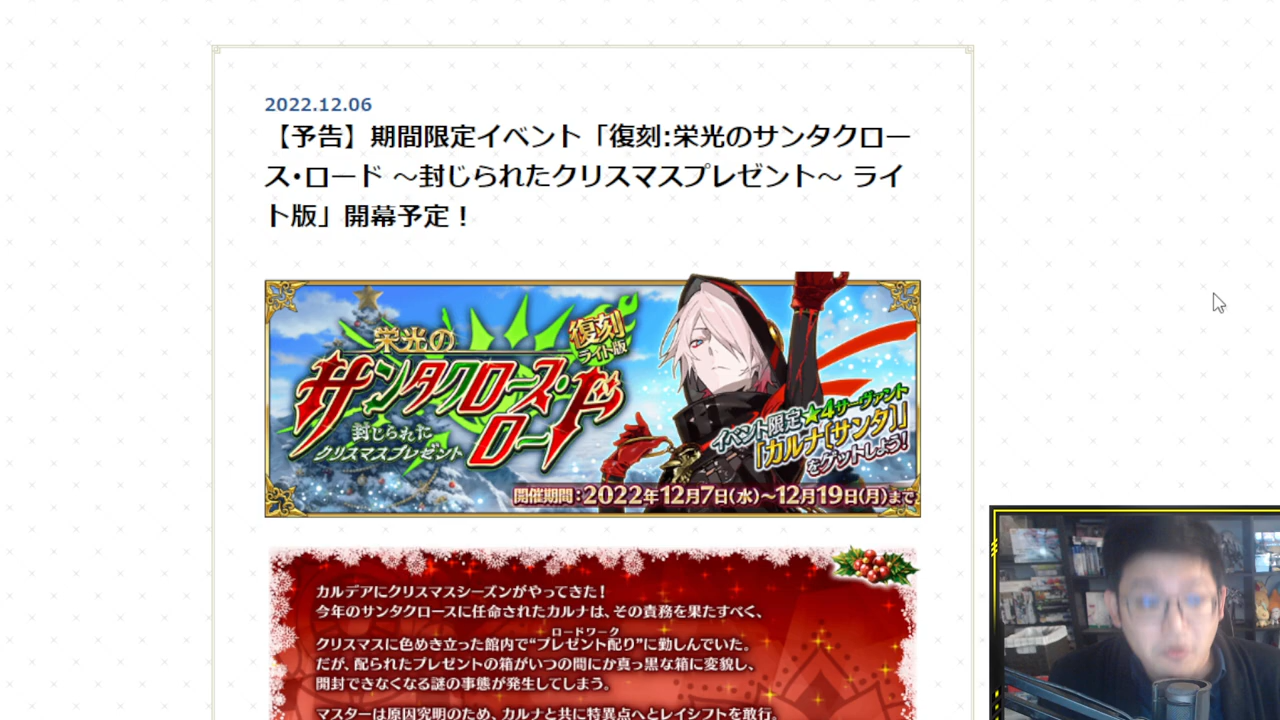 2022.12.06
【予告】期間限定イベント「復刻:栄光のサンタクロー
ス･ロード ～封じられたクリスマスプレゼント～ ライ
ト版」開幕予定！
栄光の
サンタクロース・
ロード
復刻
ライト版
封じられた
クリスマスプレゼント
イベント限定★4サーヴァント
「カルナ〔サンタ〕」
をゲットしよう!
開催期間：2022年12月7日(水)～12月19日(月)まで
カルデアにクリスマスシーズンがやってきた！
今年のサンタクロースに任命されたカルナは、その責務を果たすべく、
ロードワーク
クリスマスに色めき立った館内で“プレゼント配り”に勤しんでいた。
だが、配られたプレゼントの箱がいつの間にか真っ黒な箱に変貌し、
開封できなくなる謎の事態が発生してしまう。
マスターは原因究明のため、カルナと共に特異点へとレイシフトを敢行。